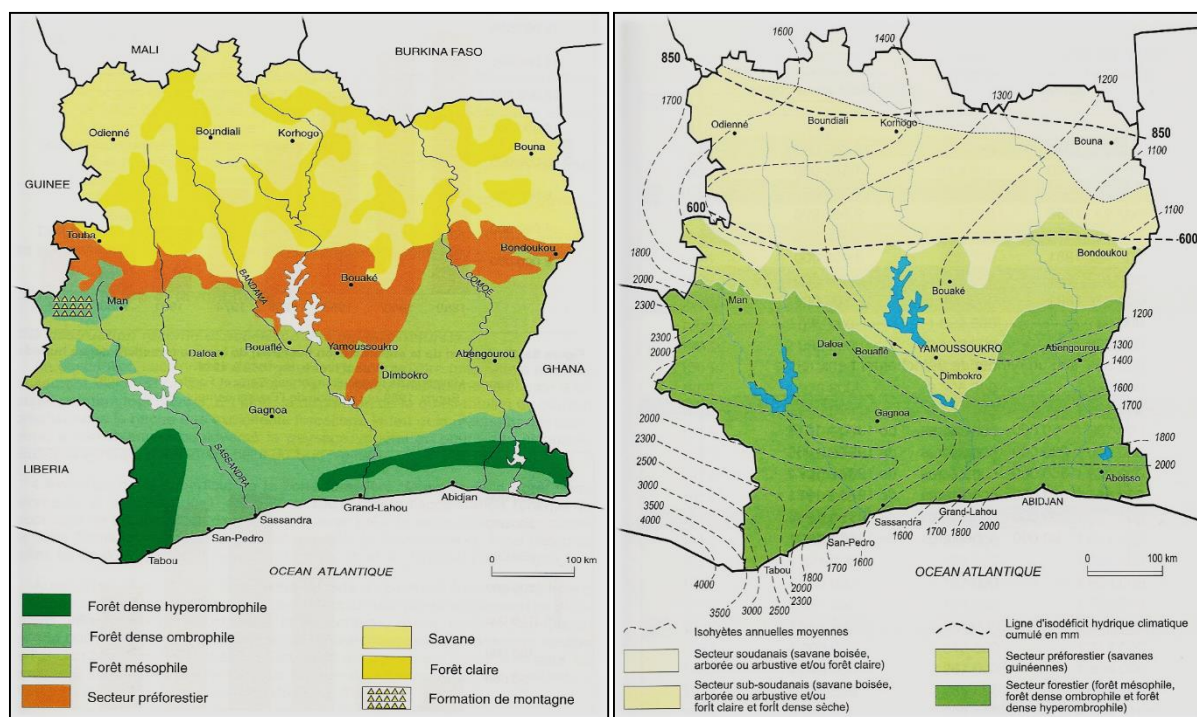 MALI
BURKINA FASO
Odienné
Boundiali
Korhogo
Bouna
GUINEE
Touba
Bondoukou
Man
BANDAMA
Bouaké
COMOE
Daloa
Bouaflé
Yamoussoukro
Abengourou
Dimbokro
GHANA
Gagnoa
LIBERIA
SASSANDRA
Grand-Lahou
Abidjan
Sassandra
San-Pedro
Tabou
0 100 km
OCEAN ATLANTIQUE
Forêt dense hyperombrophile
Forêt dense ombrophile
Forêt mésophile
Secteur préforestier
Savane
Forêt claire
Formation de montagne
1600
1400
850
1200
1700
1300
Odienné
Boundiali
Korhogo
850
Bouna
1100
600
1100
600
Bondoukou
1800
2000
2300
Man
Bouaké
1200
2300
2000
Daloa
Bouaflé
YAMOUSSOUKRO
Abengourou
1300
1400
Dimbokro
1600
1700
Gagnoa
2000
2300
2500
3000
3500
4000
1800
2000
Aboisso
Sassandra
Grand-Lahou
ABIDJAN
1600
1700
1800
2000
San-Pedro
1600
1700
1800
2000
2300
2500
3000
3500
4000
Tabou
OCEAN ATLANTIQUE
0 100 km
Isohyètes annuelles moyennes
Secteur soudanais (savane boisée,
arborée ou arbustive et/ou forêt claire)
Secteur sub-soudanais (savane boisée,
arborée ou arbustive et/ou
forêt claire et forêt dense sèche)
Ligne d'isodéficit hydrique climatique
cumulé en mm
Secteur préforestier (savanes
guinéennes)
Secteur forestier (forêt mésophile,
forêt dense ombrophile et forêt
dense hyperombrophile)